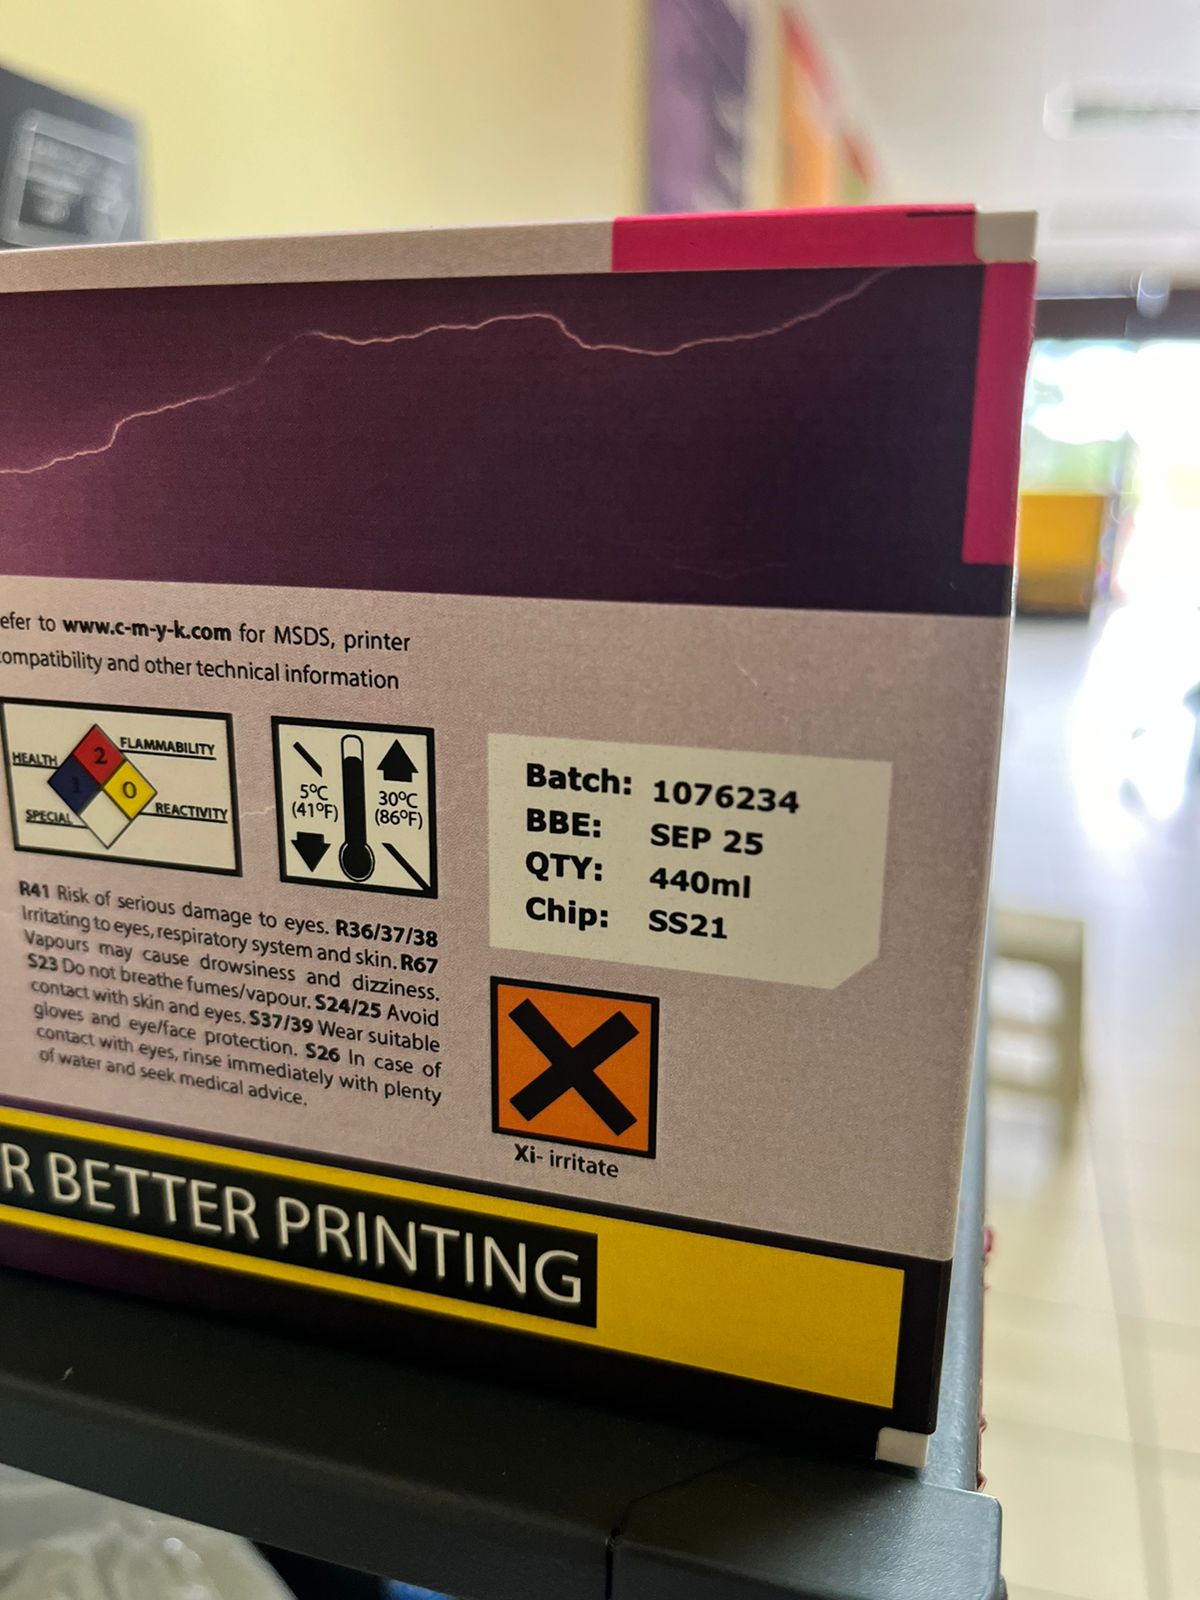 efer to www.c-m-y-k.com for MSDS, printer
compatibility and other technical information
HEALTH
FLAMMABILITY
2
1
0
SPECIAL
REACTIVITY
5ºC
(41ºF)
30ºC
(86ºF)
Batch: 1076234
BBE: SEP 25
QTY: 440ml
Chip: SS21
R41 Risk of serious damage to eyes. R36/37/38
Irritating to eyes, respiratory system and skin. R67
Vapours may cause drowsiness and dizziness.
S23 Do not breathe fumes/vapour. S24/25 Avoid
contact with skin and eyes. S37/39 Wear suitable
gloves and eye/face protection. S26 In case of
contact with eyes, rinse immediately with plenty
of water and seek medical advice.
Xi- irritate
R BETTER PRINTING